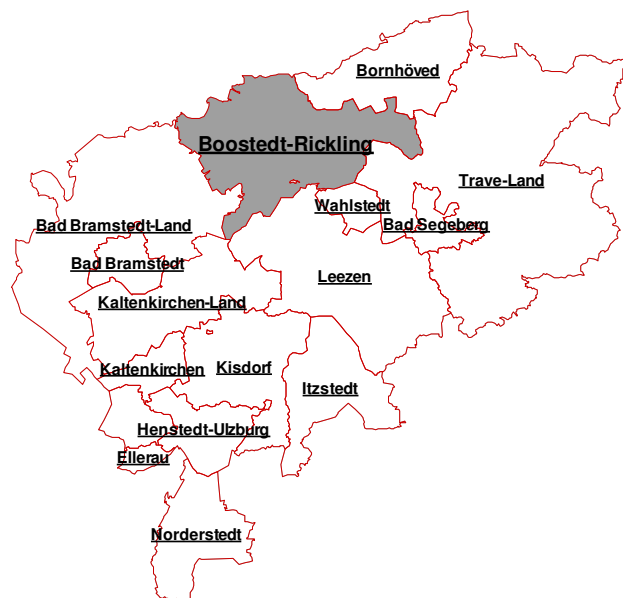 Bornhöved
Boostedt-Rickling
Trave-Land
Wahlstedt
Bad Segeberg
Bad Bramstedt-Land
Bad Bramstedt
Leezen
Kaltenkirchen-Land
Kaltenkirchen
Kisdorf
Itzstedt
Henstedt-Ulzburg
Ellerau
Norderstedt